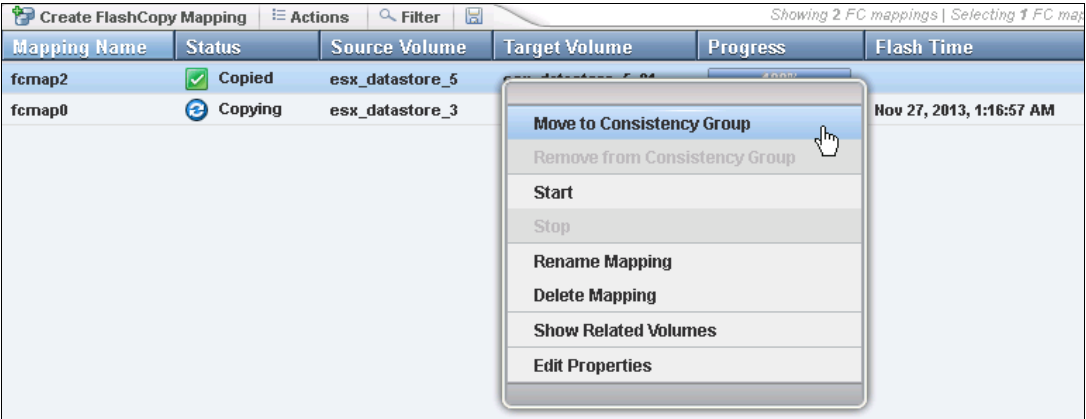 Create FlashCopy Mapping Actions Filter Showing 2 FC mappings | Selecting 1 FC map
Mapping Name Status Source Volume Target Volume Progress Flash Time
fcmap2 Copied esx_datastore_5 esx_datastore_5_01 100%
fcmap0 Copying esx_datastore_3 Nov 27, 2013, 1:16:57 AM
Move to Consistency Group
Remove from Consistency Group
Start
Stop
Rename Mapping
Delete Mapping
Show Related Volumes
Edit Properties